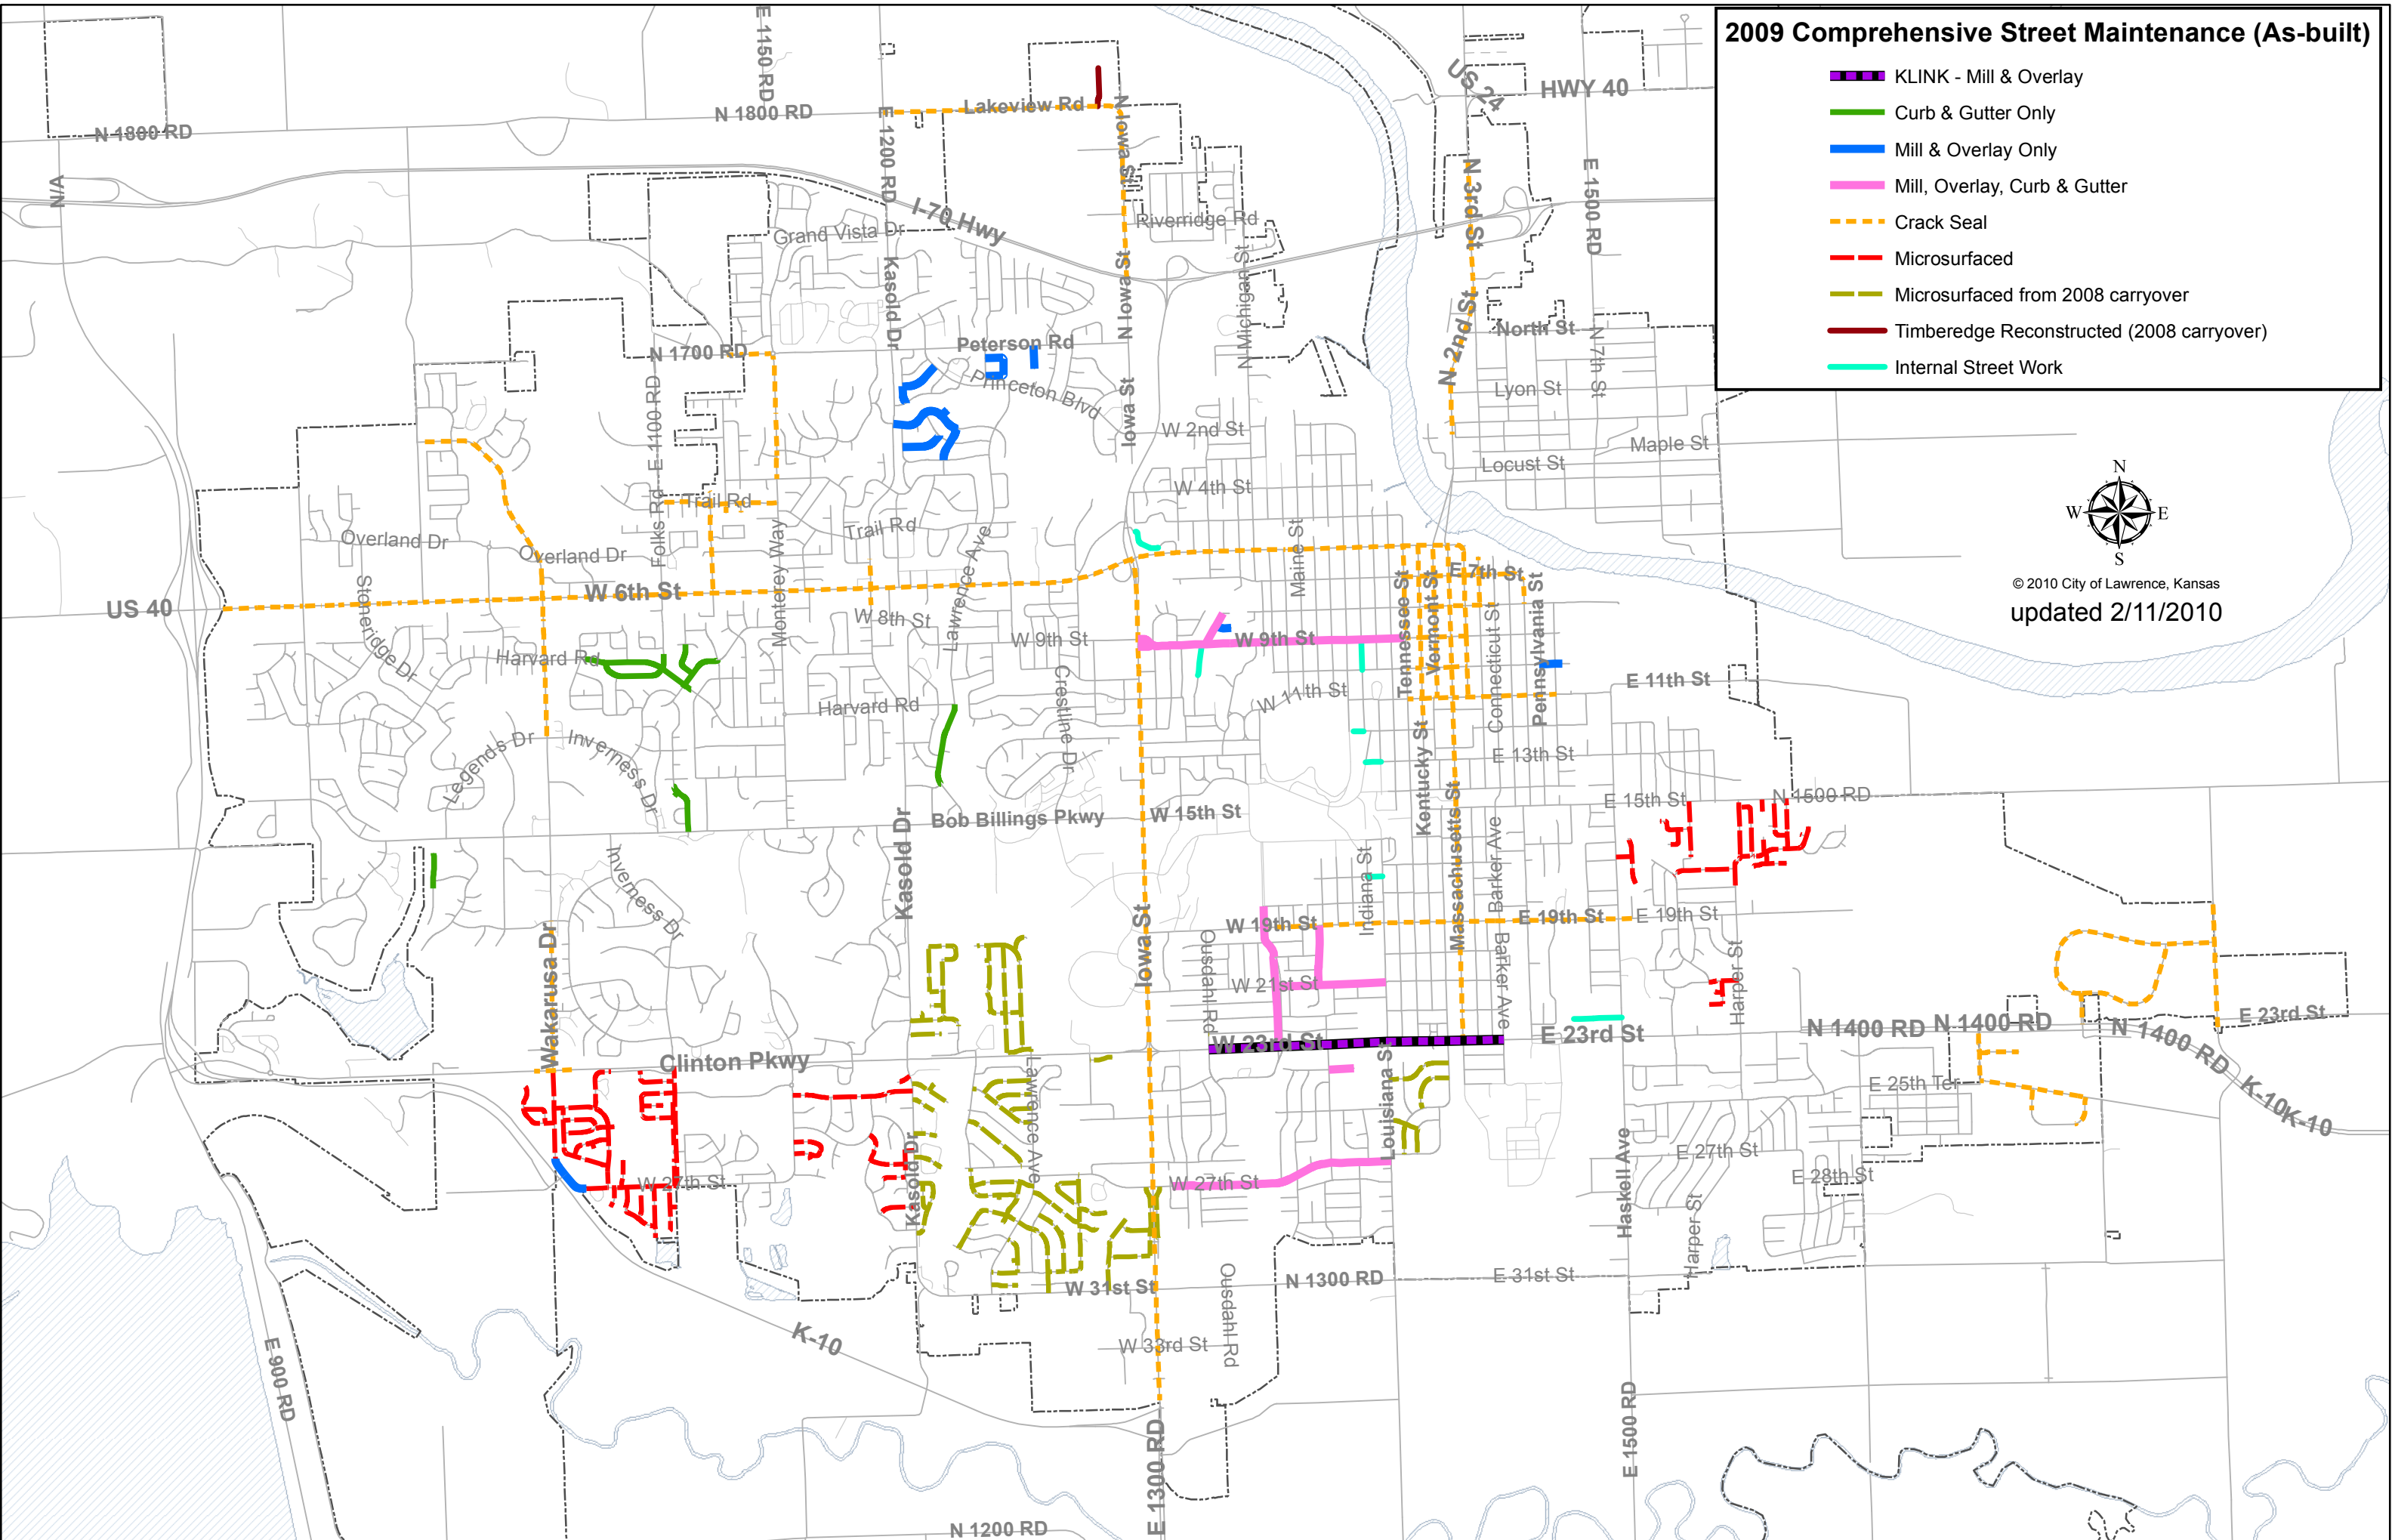 2009 Comprehensive Street Maintenance (As-built)
KLINK - Mill & Overlay
Curb & Gutter Only
Mill & Overlay Only
Mill, Overlay, Curb & Gutter
Crack Seal
Microsurfaced
Microsurfaced from 2008 carryover
Timberedge Reconstructed (2008 carryover)
Internal Street Work
N
W
E
S
© 2010 City of Lawrence, Kansas
updated 2/11/2010
E 1150 RD
US 24
HWY 40
N 1800 RD
N 1800 RD
Lakeview Rd
N Iowa St
E 1200 RD
N/A
N 3rd St
E 1500 RD
I-70 Hwy
Riverridge Rd
Grand Vista Dr
Kasold Dr
N Iowa St
N Michigan St
N 2nd St
North St
N 7th St
N 1700 RD
Peterson Rd
Princeton Blvd
Iowa St
Lyon St
E 1100 RD
W 2nd St
Maple St
Locust St
W 4th St
Folks Rd
Trail Rd
Trail Rd
Overland Dr
Overland Dr
Monterey Way
Lawrence Ave
Maine St
E 7th St
US 40
W 6th St
Stoneridge Dr
W 8th St
W 9th St
W 9th St
Tennessee St
Vermont St
Connecticut St
Pennsylvania St
Harvard Rd
Harvard Rd
Crestline Dr
W 11th St
E 11th St
Legends Dr
Inverness Dr
Kentucky St
E 13th St
Kasold Dr
Bob Billings Pkwy
W 15th St
Massachusetts St
Barker Ave
E 15th St
N 1500 RD
Inverness Dr
Indiana St
Iowa St
W 19th St
E 19th St
E 19th St
Wakarusa Dr
Ousdahl Rd
W 21st St
Barker Ave
Harper St
Clinton Pkwy
W 23rd St
E 23rd St
N 1400 RD
N 1400 RD
N 1400 RD
E 23rd St
Lawrence Ave
Louisiana St
E 25th Ter
K-10
K-10
Kasold Dr
W 27th St
W 27th St
Haskell Ave
E 27th St
E 28th St
Harper St
W 31st St
N 1300 RD
E 31st St
K-10
W 33rd St
Ousdahl Rd
E 900 RD
E 1300 RD
E 1500 RD
N 1200 RD